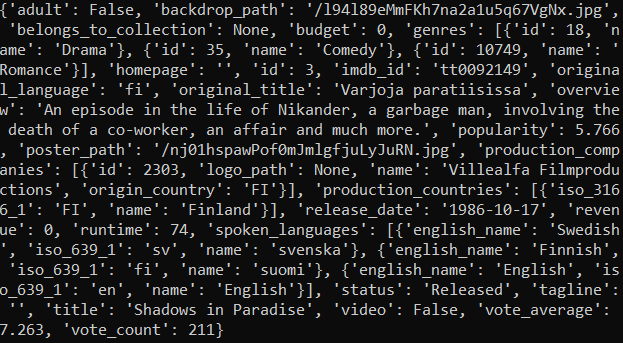 {'adult': False, 'backdrop_path': '/l94l89eMmFKh7na2a1u5q67VgNx.jpg',
 'belongs_to_collection': None, 'budget': 0, 'genres': [{'id': 18, 'n
ame': 'Drama'}, {'id': 35, 'name': 'Comedy'}, {'id': 10749, 'name': '
Romance'}], 'homepage': '', 'id': 3, 'imdb_id': 'tt0092149', 'origina
l_language': 'fi', 'original_title': 'Varjoja paratiisissa', 'overvie
w': 'An episode in the life of Nikander, a garbage man, involving the
 death of a co-worker, an affair and much more.', 'popularity': 5.766
, 'poster_path': '/nj01hspawPof0mJmlgfjuLyJuRN.jpg', 'production_comp
anies': [{'id': 2303, 'logo_path': None, 'name': 'Villealfa Filmprodu
ctions', 'origin_country': 'FI'}], 'production_countries': [{'iso_316
6_1': 'FI', 'name': 'Finland'}], 'release_date': '1986-10-17', 'reven
ue': 0, 'runtime': 74, 'spoken_languages': [{'english_name': 'Swedish
', 'iso_639_1': 'sv', 'name': 'svenska'}, {'english_name': 'Finnish',
 'iso_639_1': 'fi', 'name': 'suomi'}, {'english_name': 'English', 'is
o_639_1': 'en', 'name': 'English'}], 'status': 'Released', 'tagline':
 '', 'title': 'Shadows in Paradise', 'video': False, 'vote_average':
7.263, 'vote_count': 211}